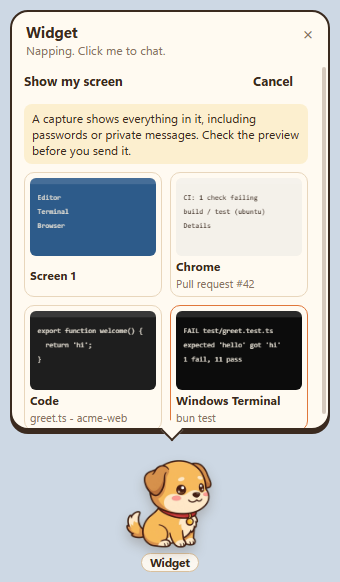 Widget
×
Napping. Click me to chat.
Show my screen
Cancel
A capture shows everything in it, including
passwords or private messages. Check the preview
before you send it.
Editor
Terminal
Browser
Screen 1
CI: 1 check failing
build / test (ubuntu)
Details
Chrome
Pull request #42
export function welcome() {
  return 'hi';
}
Code
greet.ts - acme-web
FAIL test/greet.test.ts
expected 'hello' got 'hi'
1 fail, 11 pass
Windows Terminal
bun test
Widget